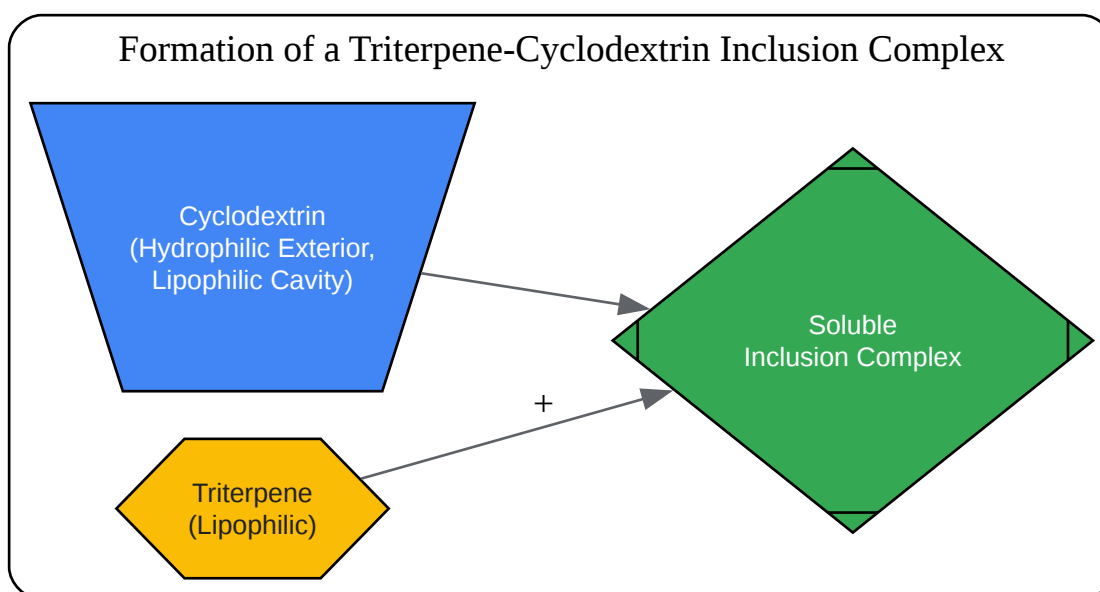 Formation of a Triterpene-Cyclodextrin Inclusion Complex
Cyclodextrin
(Hydrophilic Exterior,
Lipophilic Cavity)
Soluble
Inclusion Complex
+
Triterpene
(Lipophilic)